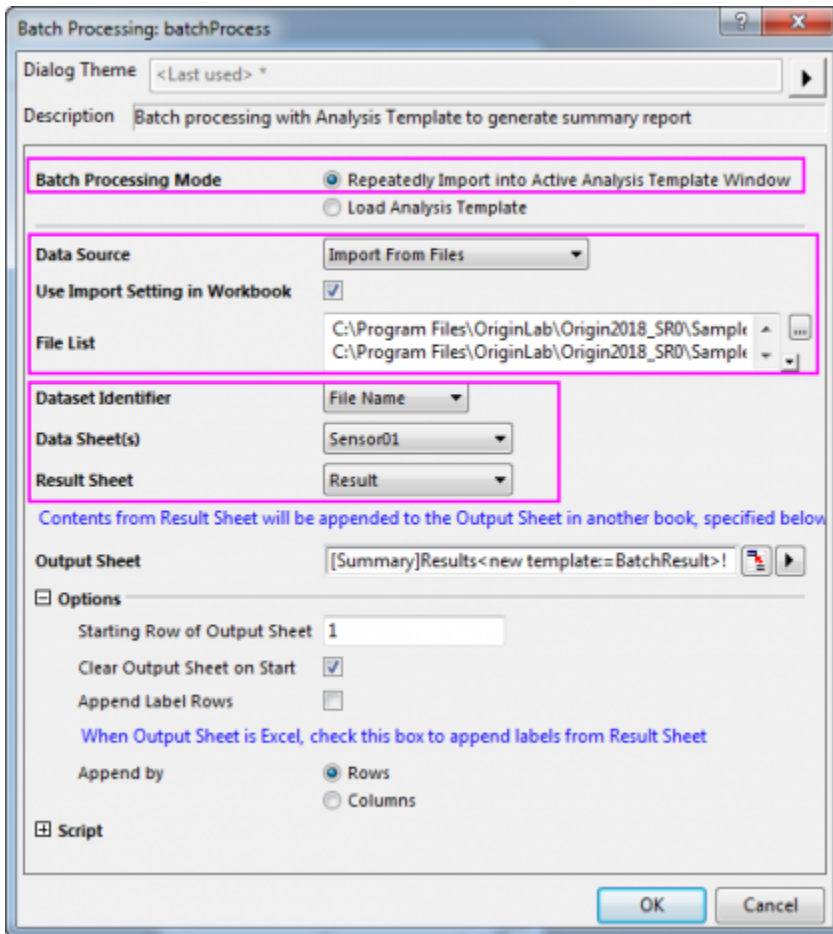 Batch Processing: batchProcess
Dialog Theme <Last used> *
Description Batch processing with Analysis Template to generate summary report
Batch Processing Mode Repeatedly Import into Active Analysis Template Window
Load Analysis Template
Data Source Import From Files
Use Import Setting in Workbook
File List C:\Program Files\OriginLab\Origin2018_SR0\Sample
C:\Program Files\OriginLab\Origin2018_SR0\Sample
...
Dataset Identifier File Name
Data Sheet(s) Sensor01
Result Sheet Result
Contents from Result Sheet will be appended to the Output Sheet in another book, specified below
Output Sheet [Summary]Results<new template:=BatchResult>!
Options
Starting Row of Output Sheet 1
Clear Output Sheet on Start
Append Label Rows
When Output Sheet is Excel, check this box to append labels from Result Sheet
Append by Rows
Columns
Script
OK Cancel